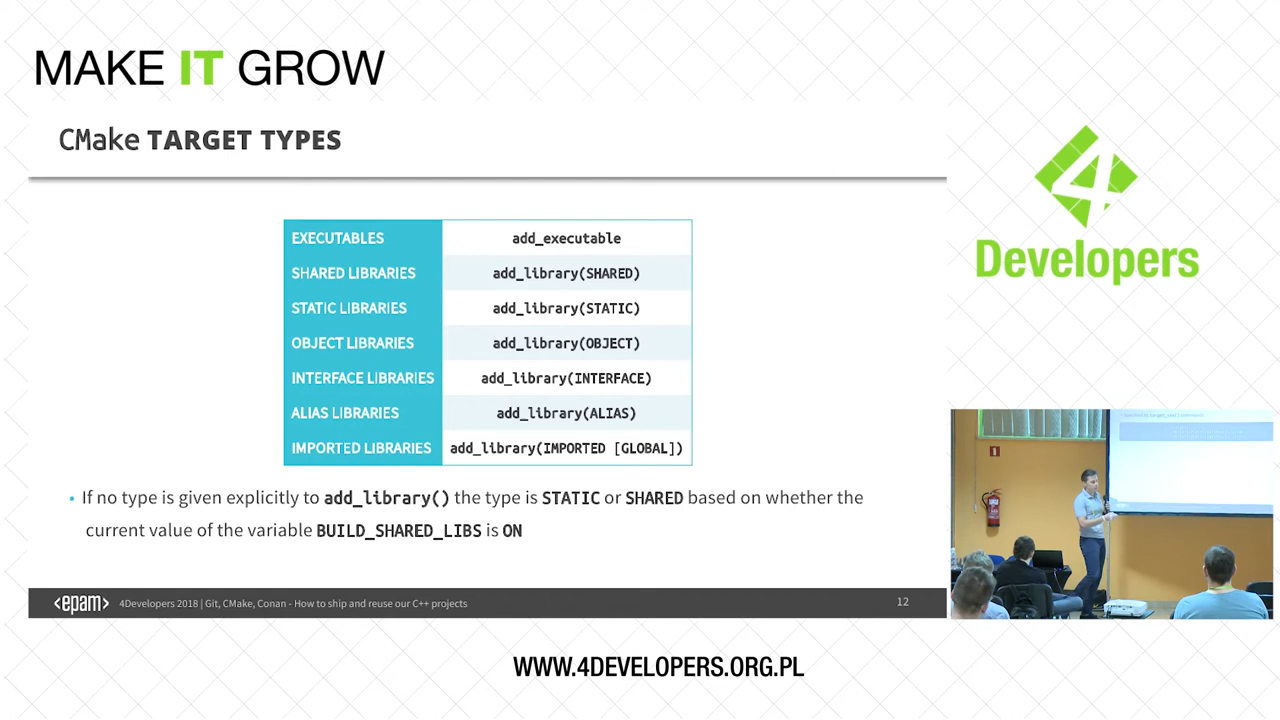 MAKE IT GROW
CMake TARGET TYPES
EXECUTABLES add_executable
SHARED LIBRARIES add_library(SHARED)
STATIC LIBRARIES add_library(STATIC)
OBJECT LIBRARIES add_library(OBJECT)
INTERFACE LIBRARIES add_library(INTERFACE)
ALIAS LIBRARIES add_library(ALIAS)
IMPORTED LIBRARIES add_library(IMPORTED [GLOBAL])
• If no type is given explicitly to add_library() the type is STATIC or SHARED based on whether the
current value of the variable BUILD_SHARED_LIBS is ON
<epam> 4Developers 2018 | Git, CMake, Conan - How to ship and reuse our C++ projects 12
4
Developers
WWW.4DEVELOPERS.ORG.PL